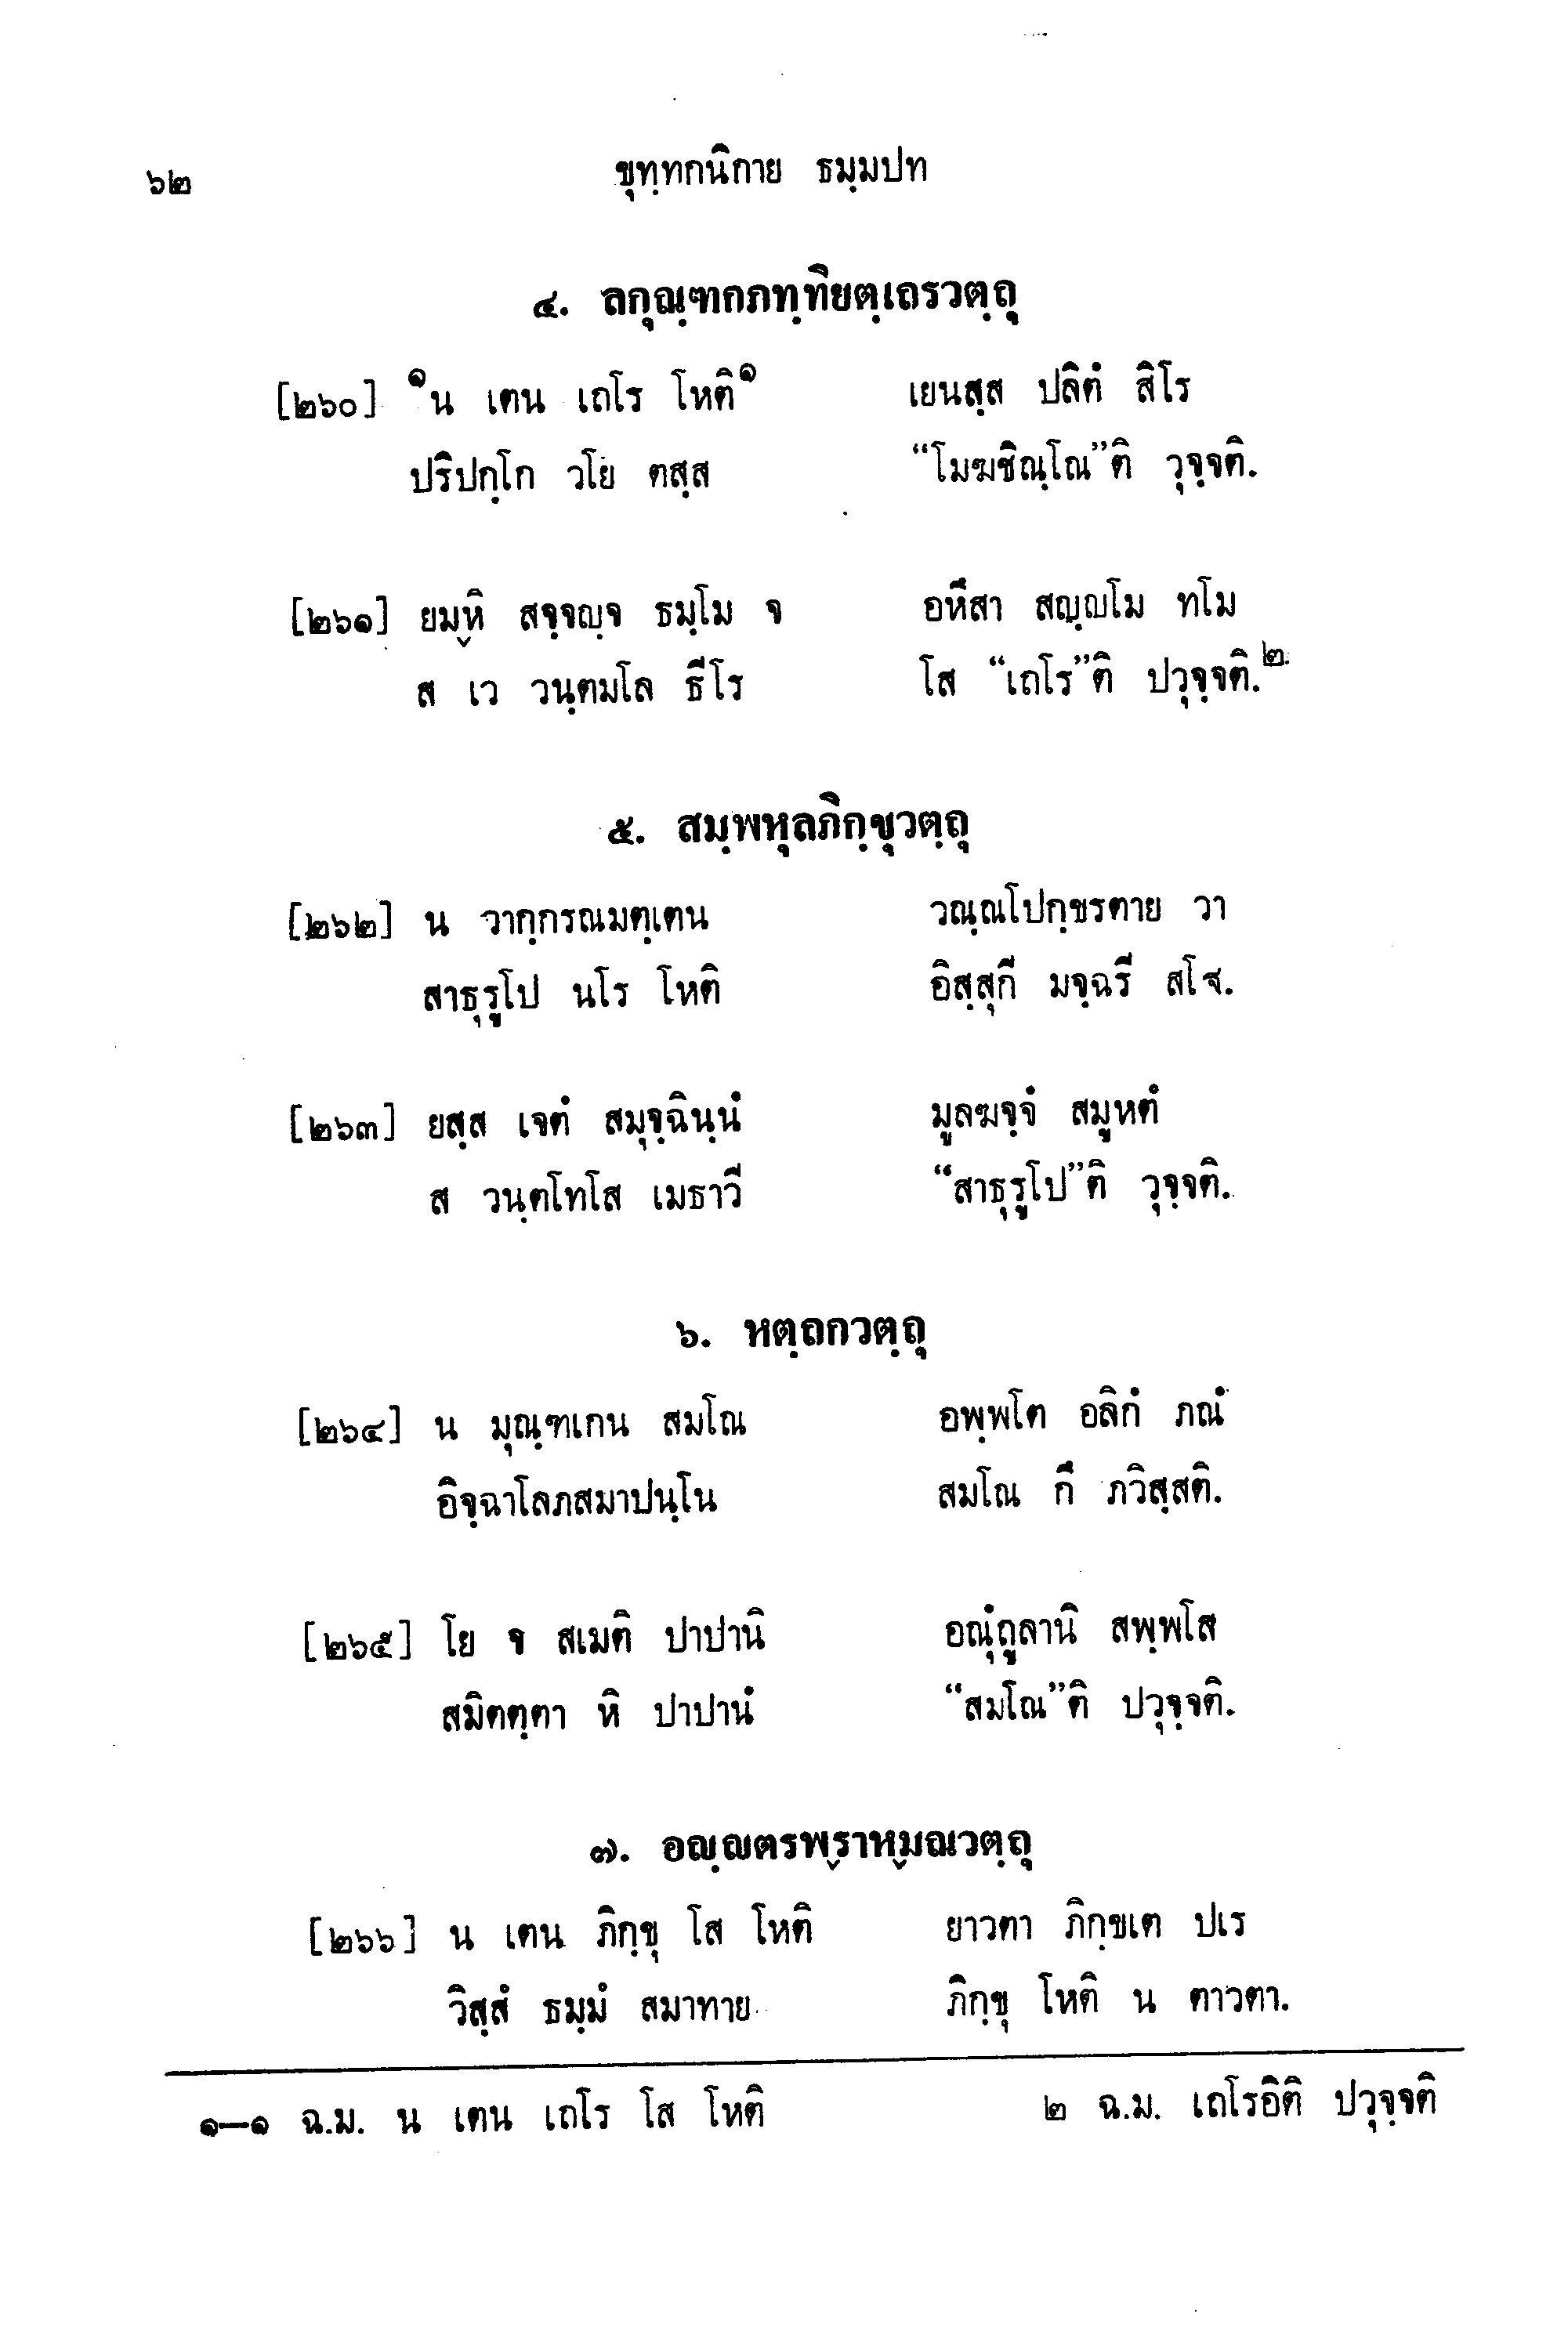 ๖๒ ขุทฺทกนิกาย ธมฺมปท
๔. ลกุณฺฑกภทฺทิยตฺเถรวตฺถุ
[๒๖๐] ๑น เตน เถโร โหติ๑ เยนสฺส ปลิตํ สิโร
ปริปกฺโก วโย ตสฺส “โมฆชิณฺโณ”ติ วุจฺจติ.
[๒๖๑] ยมฺหิ สจฺจญฺจ ธมฺโม จ อหึสา สญฺญโม ทโม
ส เว วนฺตมโล ธีโร โส “เถโร”ติ ปวุจฺจติ.๒
๕. สมฺพหุลภิกฺขุวตฺถุ
[๒๖๒] น วากฺกรณมตฺเตน วณฺณโปกฺขรตาย วา
สาธุรูโป นโร โหติ อิสฺสุกี มจฺฉรี สโฐ.
[๒๖๓] ยสฺส เจตํ สมุจฺฉินฺนํ มูลฆจฺจํ สมูหตํ
ส วนฺตโทโส เมธาวี “สาธุรูโป”ติ วุจฺจติ.
๖. หตฺถกวตฺถุ
[๒๖๔] น มุณฺฑเกน สมโณ อพฺพโต อลิกํ ภณํ
อิจฺฉาโลภสมาปนฺโน สมโณ กึ ภวิสฺสติ.
[๒๖๕] โย จ สเมติ ปาปานิ อณุํถูลานิ สพฺพโส
สมิตตฺตา หิ ปาปานํ “สมโณ”ติ ปวุจฺจติ.
๗. อญฺญตรพฺราหฺมณวตฺถุ
[๒๖๖] น เตน ภิกฺขุ โส โหติ ยาวตา ภิกฺขเต ปเร
วิสฺสํ ธมฺมํ สมาทาย ภิกฺขุ โหติ น ตาวตา.
๑–๑ ฉ.ม. น เตน เถโร โส โหติ ๒ ฉ.ม. เถโรอิติ ปวุจฺจติ